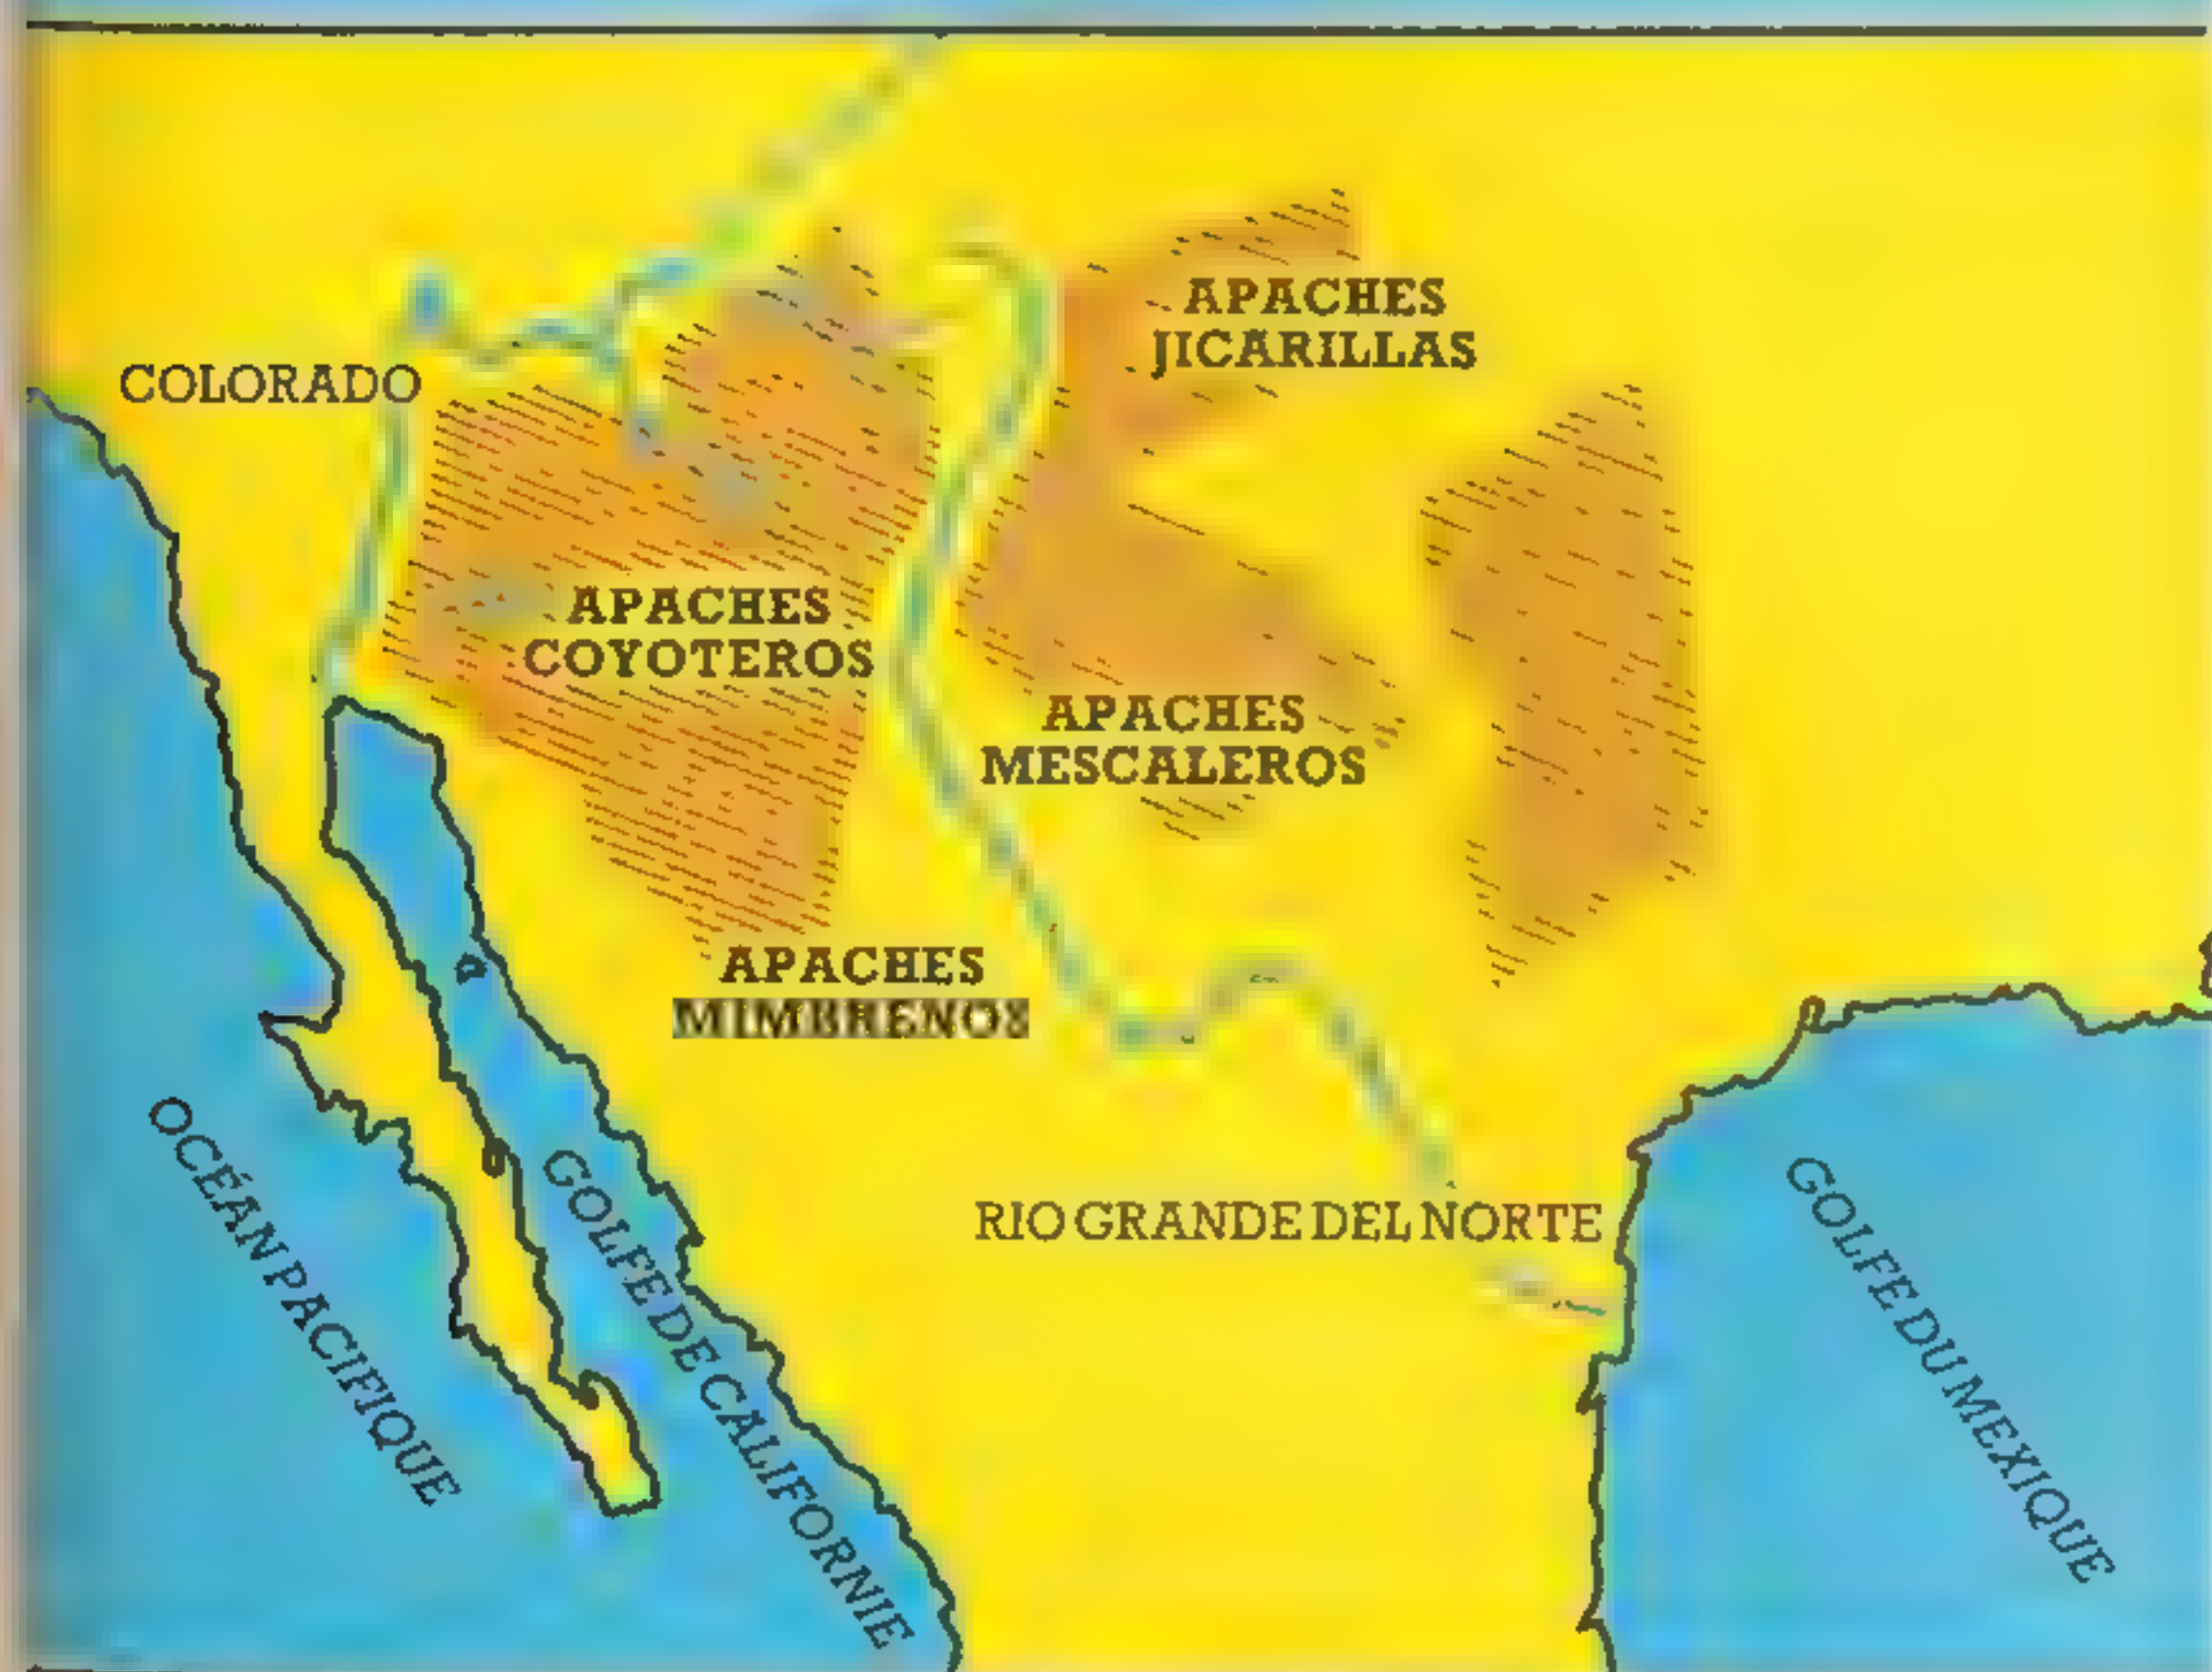 APACHES
JICARILLAS
COLORADO
APACHES
COYOTEROS
APACHES
MESCALEROS
APACHES
MIMBRENOS
OCÉAN PACIFIQUE
GOLFE DE CALIFORNIE
RIO GRANDE DEL NORTE
GOLFE DU MEXIQUE